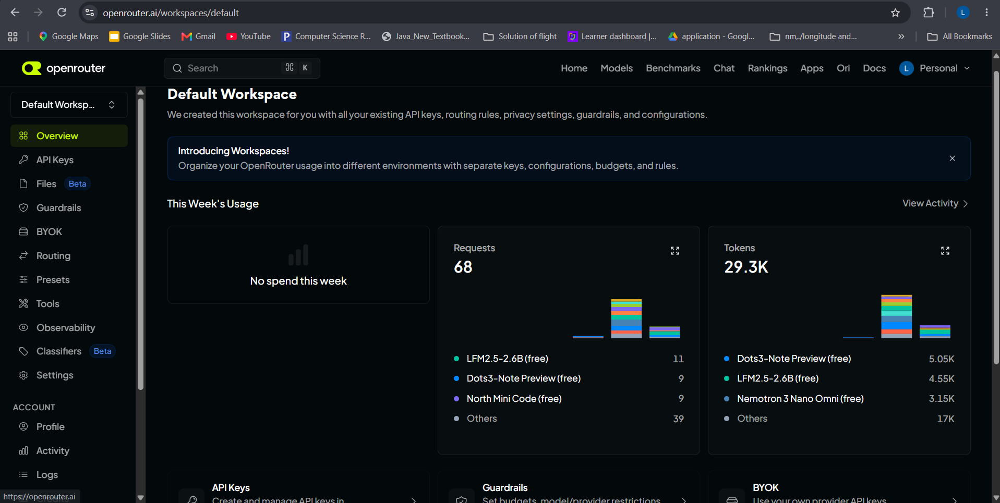 openrouter.ai/workspaces/default
L
Google Maps
Google Slides
Gmail
YouTube
Computer Science R...
Java_New_Textbook...
Solution of flight
Learner dashboard |...
application - Googl...
nm,./longitude and...
»
All Bookmarks
openrouter
Search
⌘ K
Home
Models
Benchmarks
Chat
Rankings
Apps
Ori
Docs
L
Personal
Default Worksp...
Overview
API Keys
Files Beta
Guardrails
BYOK
Routing
Presets
Tools
Observability
Classifiers Beta
Settings
ACCOUNT
Profile
Activity
Logs
https://openrouter.ai
Default Workspace
We created this workspace for you with all your existing API keys, routing rules, privacy settings, guardrails, and configurations.
Introducing Workspaces!
Organize your OpenRouter usage into different environments with separate keys, configurations, budgets, and rules.
This Week's Usage
View Activity
No spend this week
Requests
68
LFM2.5-2.6B (free) 11
Dots3-Note Preview (free) 9
North Mini Code (free) 9
Others 39
Tokens
29.3K
Dots3-Note Preview (free) 5.05K
LFM2.5-2.6B (free) 4.55K
Nemotron 3 Nano Omni (free) 3.15K
Others 17K
API Keys
Create and manage API keys in
Guardrails
Set budgets, model/provider restrictions
BYOK
Use your own provider API keys